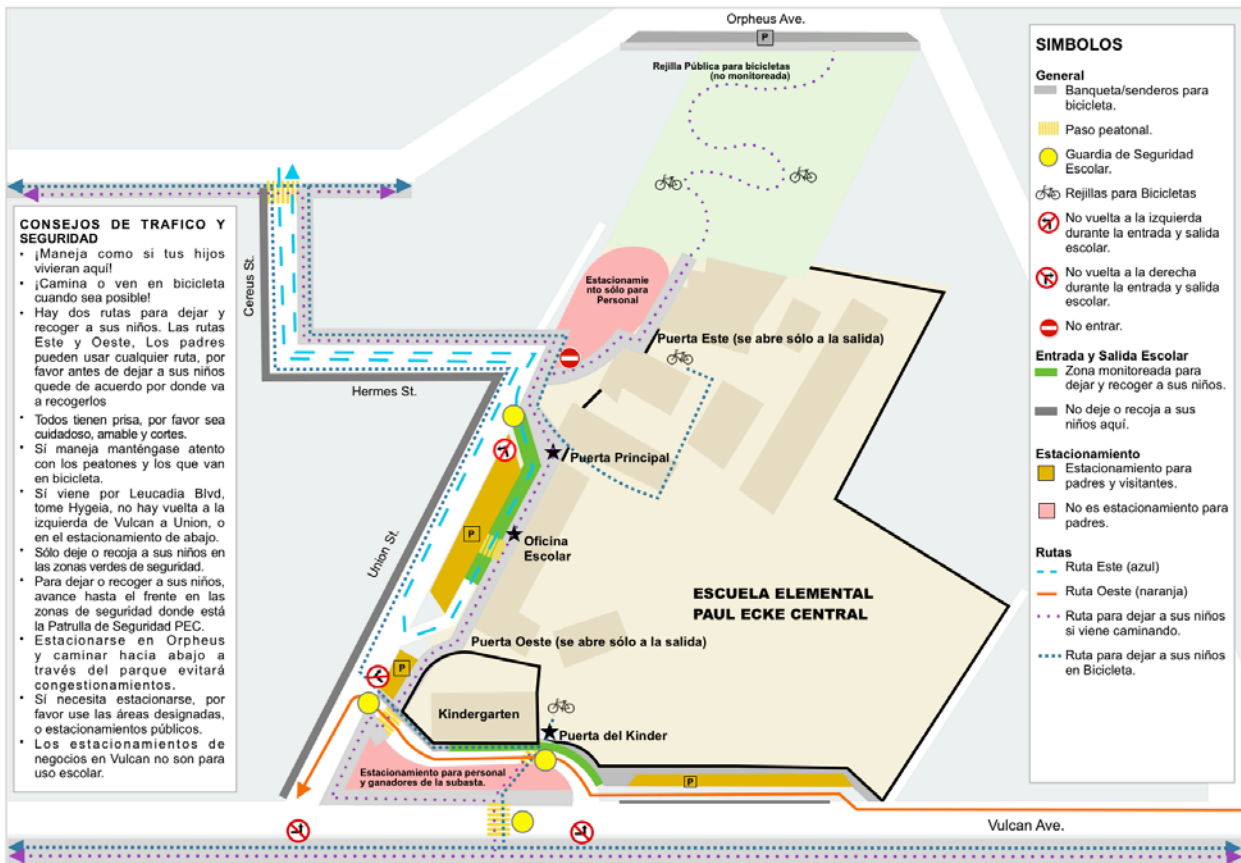 Orpheus Ave.
P
Rejilla Pública para bicicletas
(no monitoreada)
CONSEJOS DE TRAFICO Y
SEGURIDAD
• ¡Maneja como si tus hijos
vivieran aquí!
• ¡Camina o ven en bicicleta
cuando sea posible!
• Hay dos rutas para dejar y
recoger a sus niños. Las rutas
Este y Oeste, Los padres
pueden usar cualquier ruta, por
favor antes de dejar a sus niños
quede de acuerdo por donde va
a recogerlos
• Todos tienen prisa, por favor sea
cuidadoso, amable y cortes.
• Sí maneja manténgase atento
con los peatones y los que van
en bicicleta.
• Sí viene por Leucadia Blvd,
tome Hygeia, no hay vuelta a la
izquierda de Vulcan a Union, o
en el estacionamiento de abajo.
• Sólo deje o recoja a sus niños en
las zonas verdes de seguridad.
• Para dejar o recoger a sus niños,
avance hasta el frente en las
zonas de seguridad donde está
la Patrulla de Seguridad PEC.
• Estacionarse en Orpheus
y caminar hacia abajo a
través del parque evitará
congestionamientos.
• Sí necesita estacionarse, por
favor use las áreas designadas,
o estacionamientos públicos.
• Los estacionamientos de
negocios en Vulcan no son para
uso escolar.
Cereus St.
Hermes St.
Union St.
Estacionamie
nto sólo para
Personal
Puerta Este (se abre sólo a la salida)
Puerta Principal
P
Oficina
Escolar
ESCUELA ELEMENTAL
PAUL ECKE CENTRAL
Puerta Oeste (se abre sólo a la salida)
P
Kindergarten
Puerta del Kinder
Estacionamiento para personal
y ganadores de la subasta.
P
Vulcan Ave.
SIMBOLOS
General
Banqueta/senderos para
bicicleta.
Paso peatonal.
Guardia de Seguridad
Escolar.
Rejillas para Bicicletas
No vuelta a la izquierda
durante la entrada y salida
escolar.
No vuelta a la derecha
durante la entrada y salida
escolar.
No entrar.
Entrada y Salida Escolar
Zona monitoreada para
dejar y recoger a sus niños.
No deje o recoja a sus
niños aquí.
Estacionamiento
Estacionamiento para
padres y visitantes.
No es estacionamiento para
padres.
Rutas
Ruta Este (azul)
Ruta Oeste (naranja)
Ruta para dejar a sus niños
si viene caminando.
Ruta para dejar a sus niños
en Bicicleta.